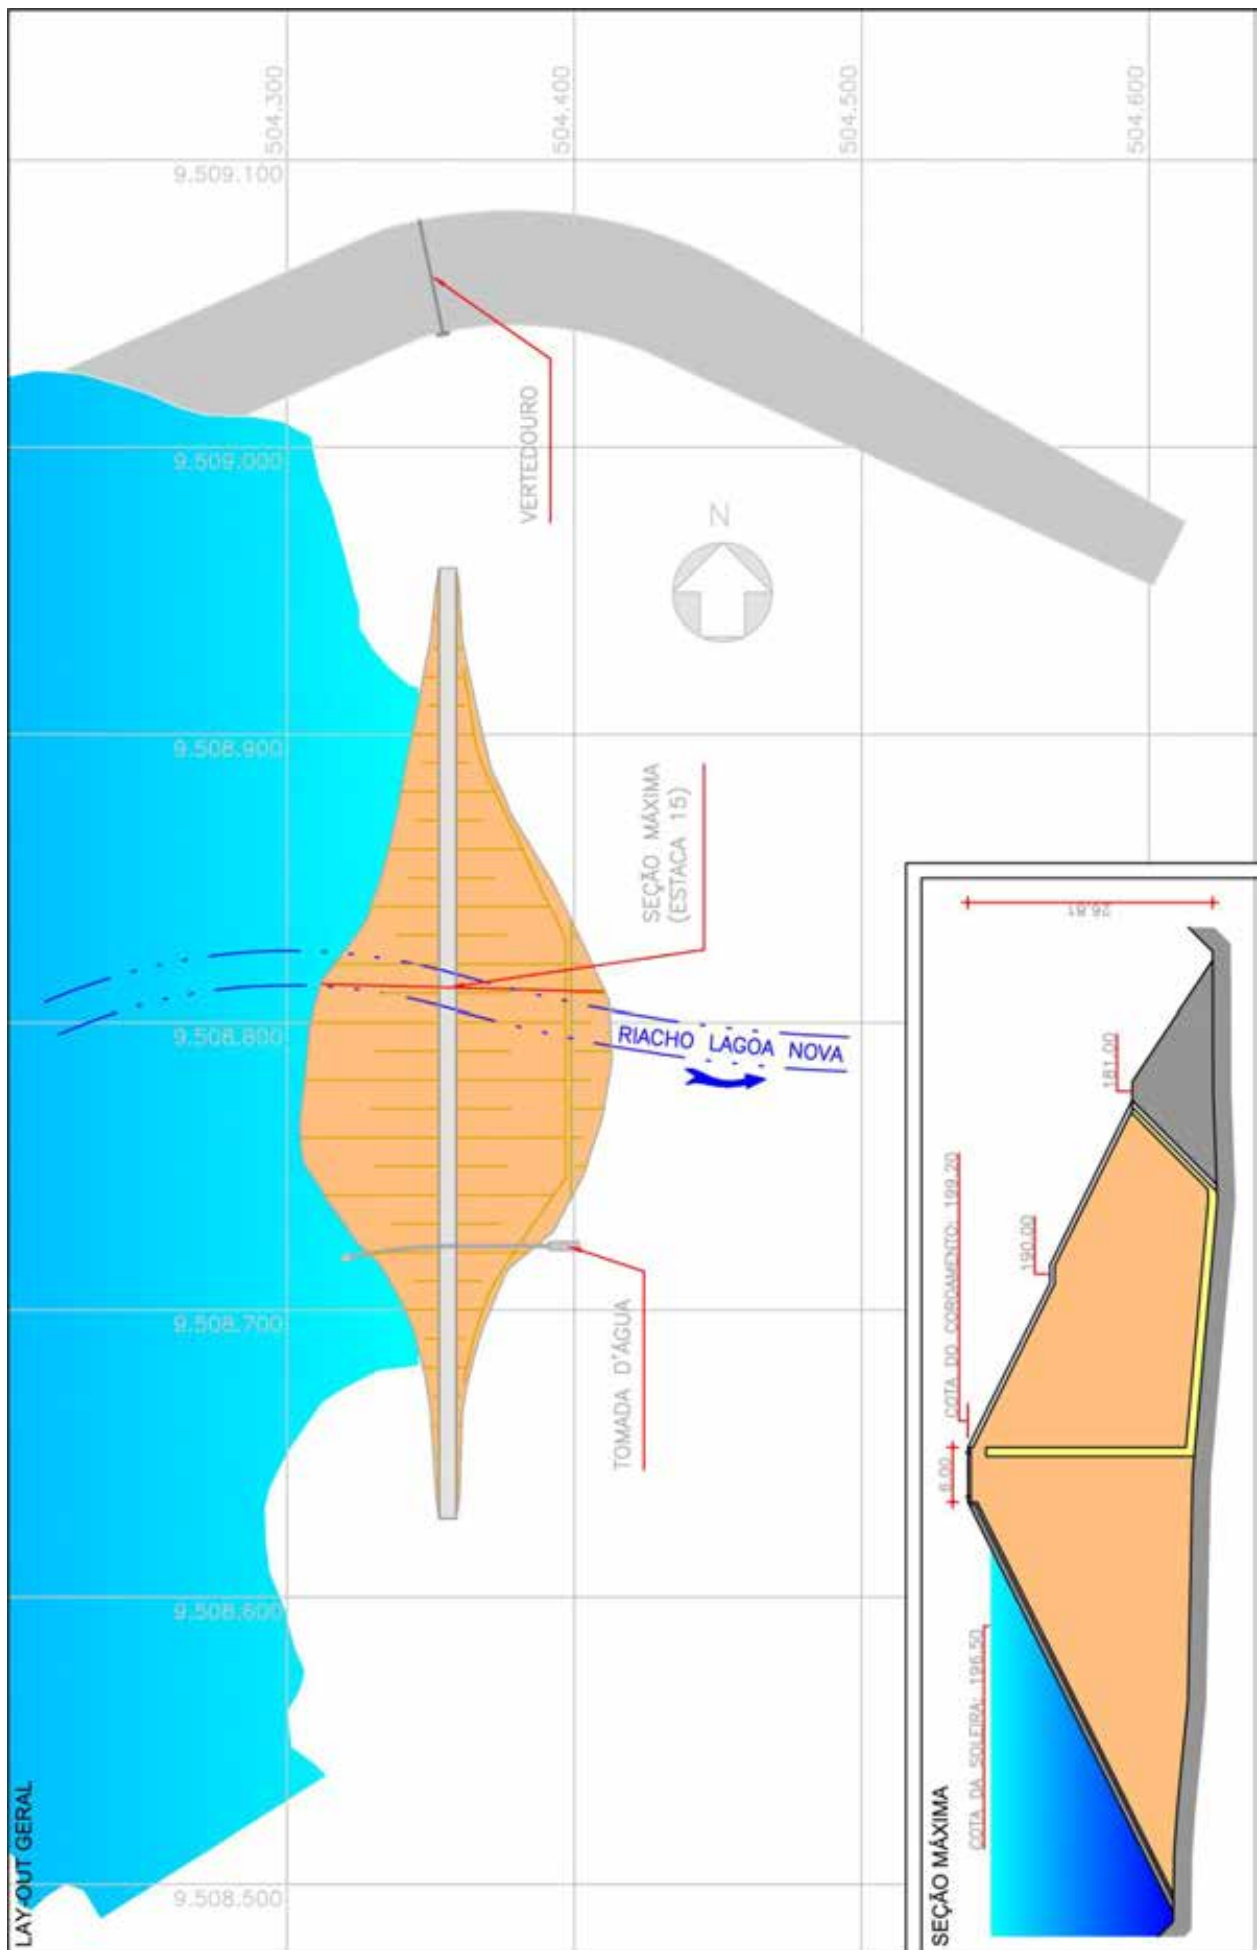 LAY-OUT GERAL
504.300
504.400
504.500
504.600
9.509.100
9.509.000
9.508.900
9.508.800
9.508.700
9.508.600
9.508.500
VERTEDOURO
N
SEÇÃO MÁXIMA
(ESTACA 15)
RIACHO LAGOA NOVA
TOMADA D'ÁGUA
SEÇÃO MÁXIMA
COTA DA SOLEIRA: 196.50
6.00
COTA DO COROAMENTO: 199.20
190.00
181.00
26.81